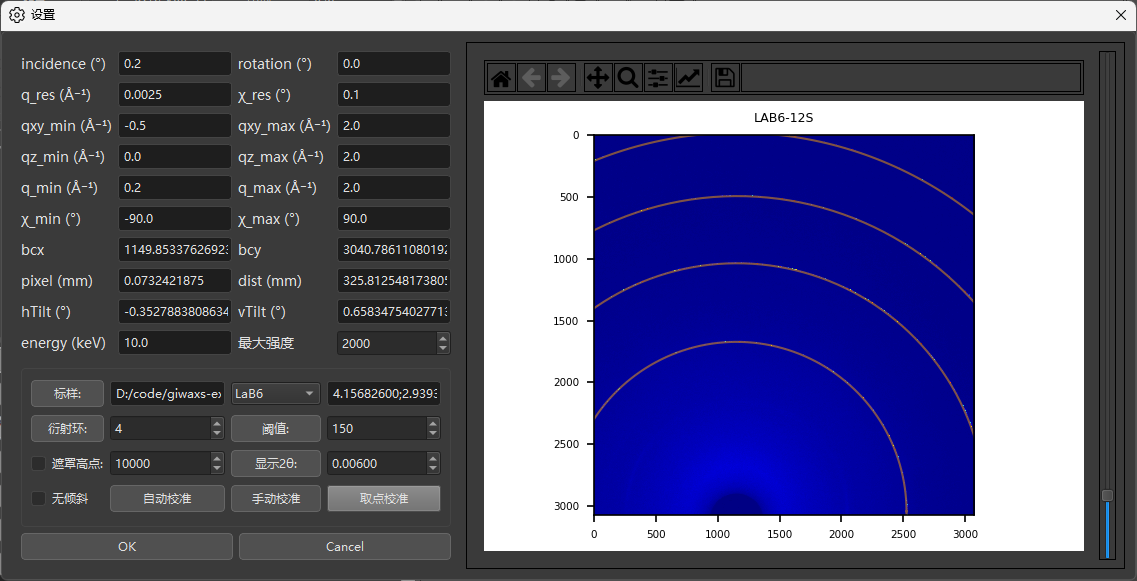 设置
incidence (°) 0.2 rotation (°) 0.0
q_res (Å⁻¹) 0.0025 χ_res (°) 0.1
qxy_min (Å⁻¹) -0.5 qxy_max (Å⁻¹) 2.0
qz_min (Å⁻¹) 0.0 qz_max (Å⁻¹) 2.0
q_min (Å⁻¹) 0.2 q_max (Å⁻¹) 2.0
χ_min (°) -90.0 χ_max (°) 90.0
bcx 1149.85337626923 bcy 3040.78611080192
pixel (mm) 0.0732421875 dist (mm) 325.812548173805
hTilt (°) -0.3527883808634 vTilt (°) 0.65834754027713
energy (keV) 10.0 最大强度 2000
标样: D:/code/giwaxs-ex LaB6 4.15682600;2.9393
衍射环: 4 阈值: 150
遮罩高点: 10000 显示2θ: 0.00600
无倾斜 自动校准 手动校准 取点校准
OK Cancel
LAB6-12S
0
500
1000
1500
2000
2500
3000
0 500 1000 1500 2000 2500 3000